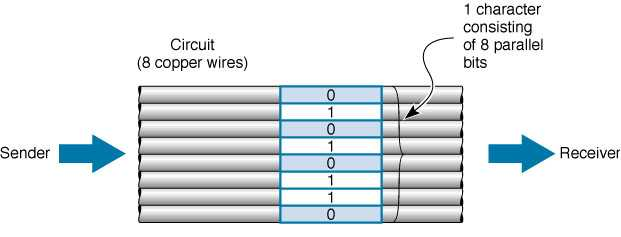 1 character
consisting
of 8 parallel
bits
Circuit
(8 copper wires)
0
1
0
1
0
1
1
0
Sender
Receiver